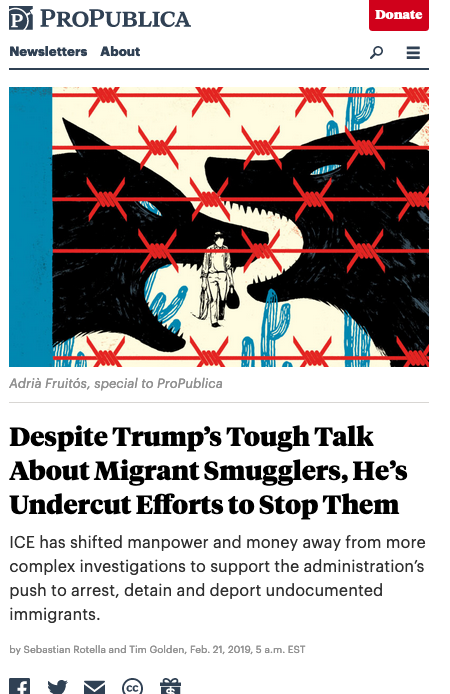 ProPublica
Donate
Newsletters About
Adrià Fruitós, special to ProPublica
Despite Trump's Tough Talk
About Migrant Smugglers, He's
Undercut Efforts to Stop Them
ICE has shifted manpower and money away from more
complex investigations to support the administration's
push to arrest, detain and deport undocumented
immigrants.
by Sebastian Rotella and Tim Golden, Feb. 21, 2019, 5 a.m. EST
cc